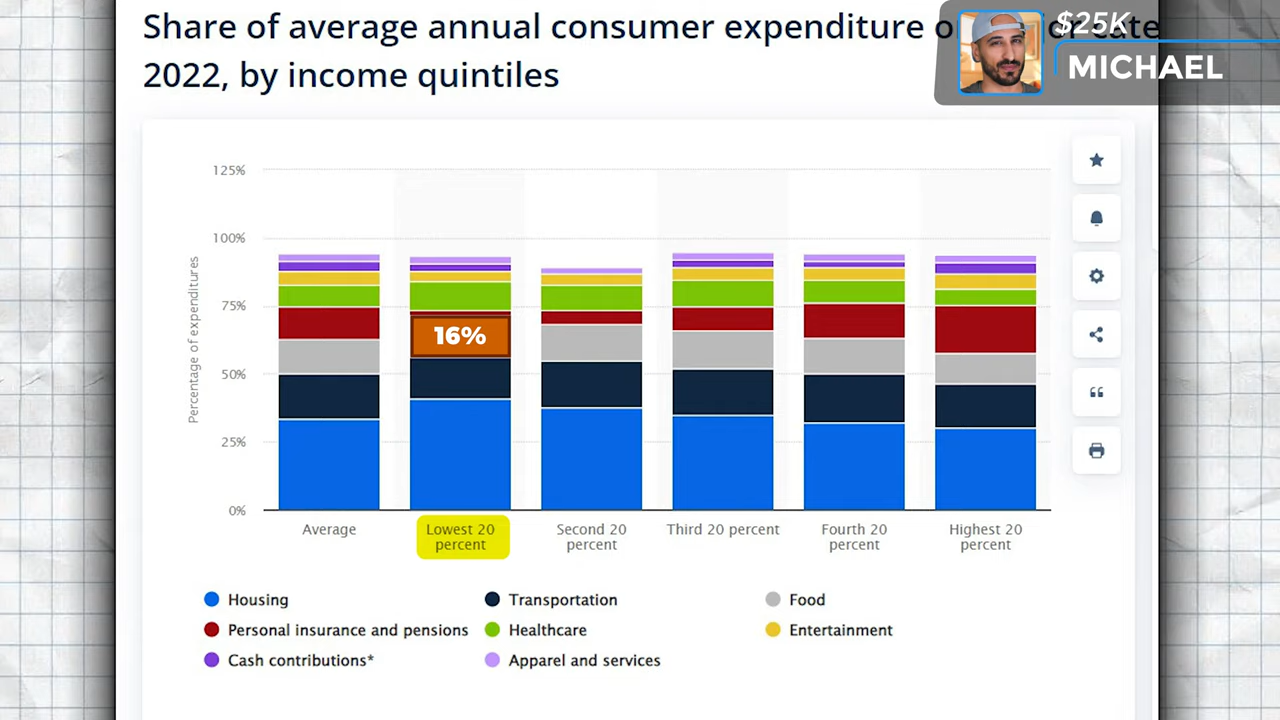 Share of average annual consumer expenditure
2022, by income quintiles
$25K
MICHAEL
125%
100%
75%
50%
25%
0%
Percentage of expenditures
16%
Average
Lowest 20
percent
Second 20
percent
Third 20 percent
Fourth 20
percent
Highest 20
percent
Housing
Transportation
Food
Personal insurance and pensions
Healthcare
Entertainment
Cash contributions*
Apparel and services